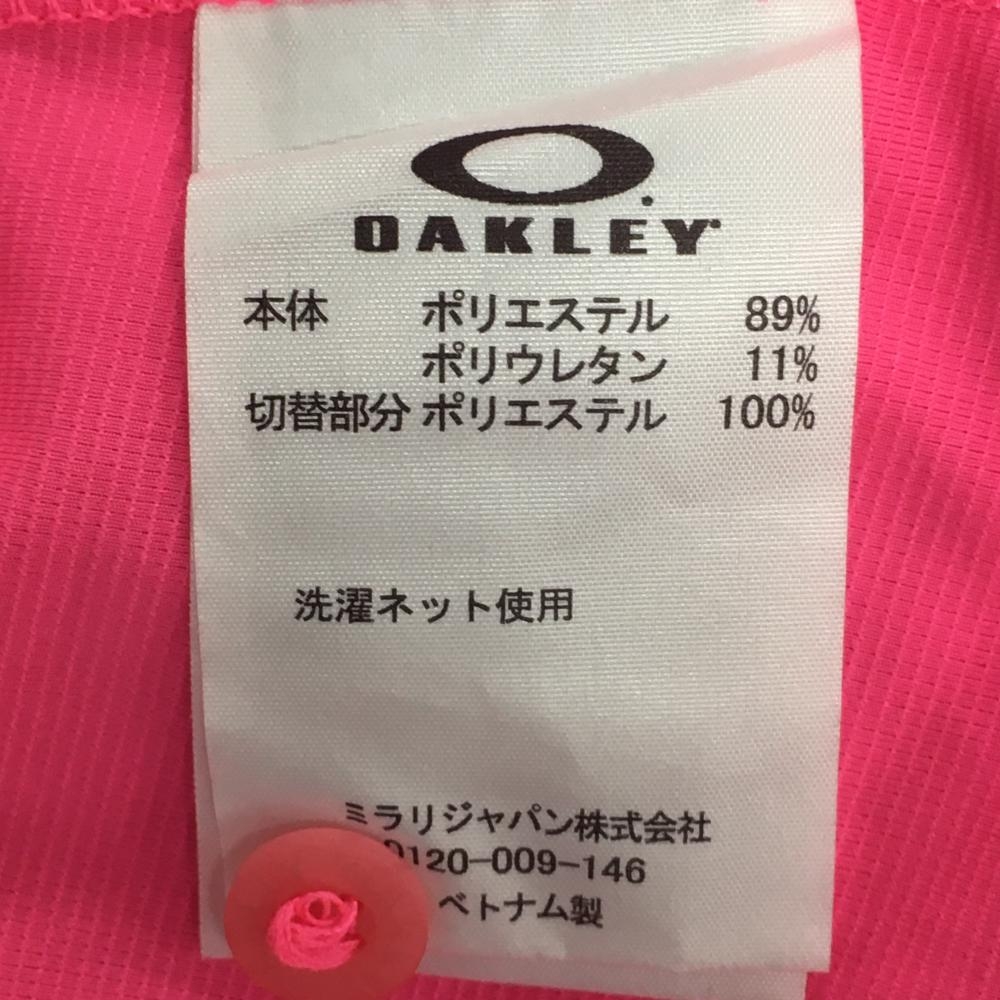 OAKLEY
本体 ポリエステル 89%
ポリウレタン 11%
切替部分 ポリエステル 100%
洗濯ネット使用
ミラリジャパン株式会社
0120-009-146
ベトナム製